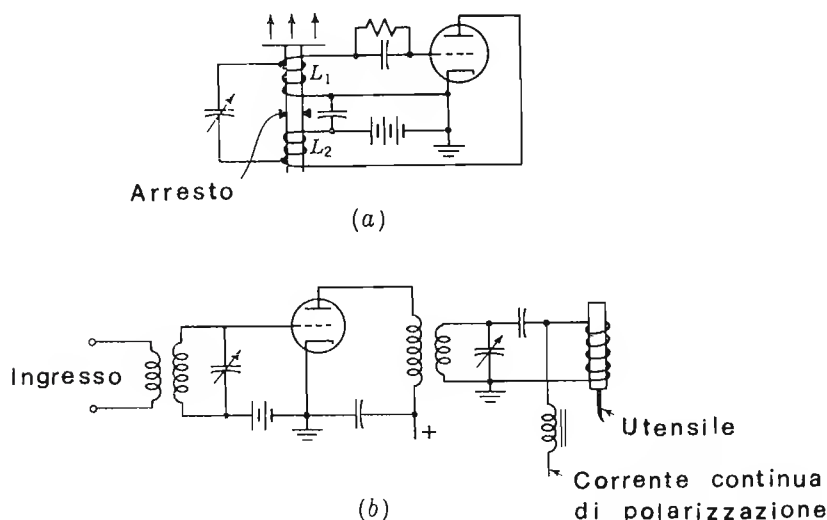 L₁
L₂
Arresto
(a)
Ingresso
+
Utensile
Corrente continua
di polarizzazione
(b)